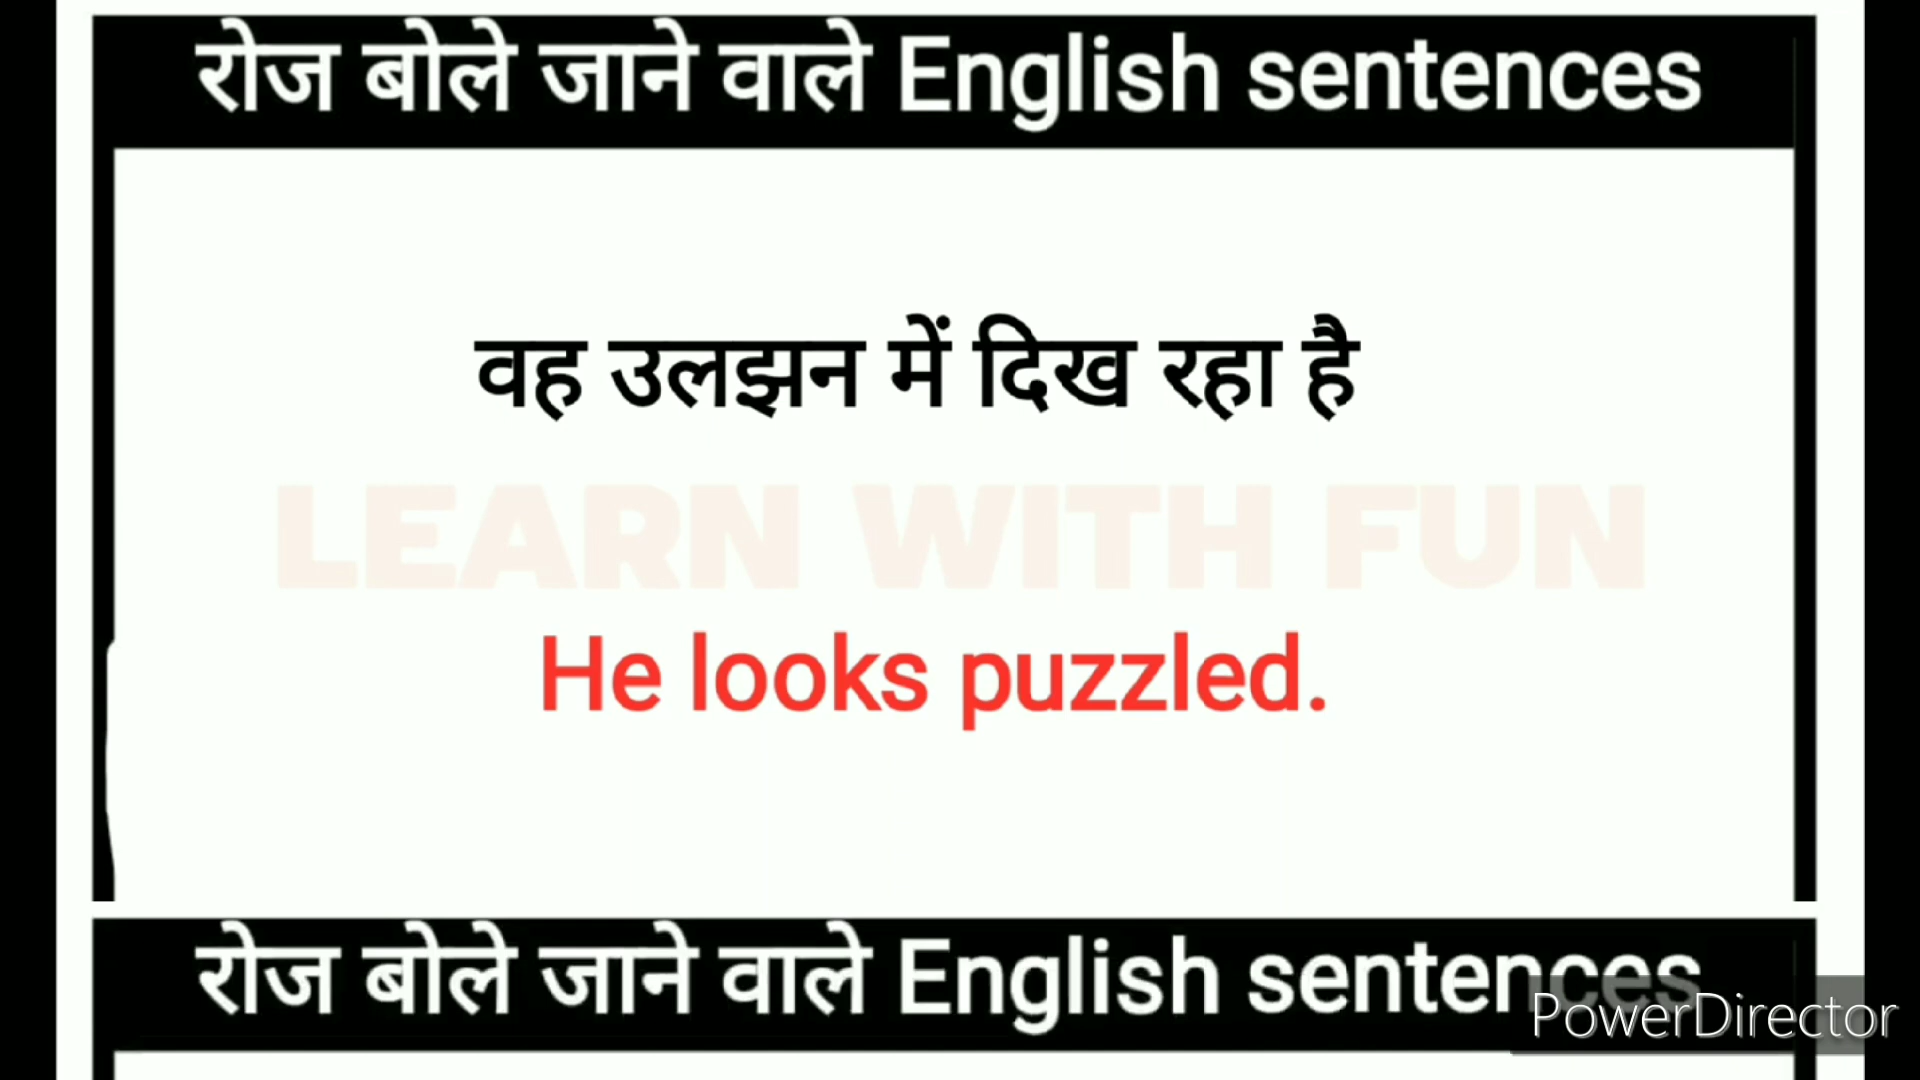 रोज बोले जाने वाले English sentences
वह उलझन में दिख रहा है
LEARN WITH FUN
He looks puzzled.
रोज बोले जाने वाले English sentences
PowerDirector